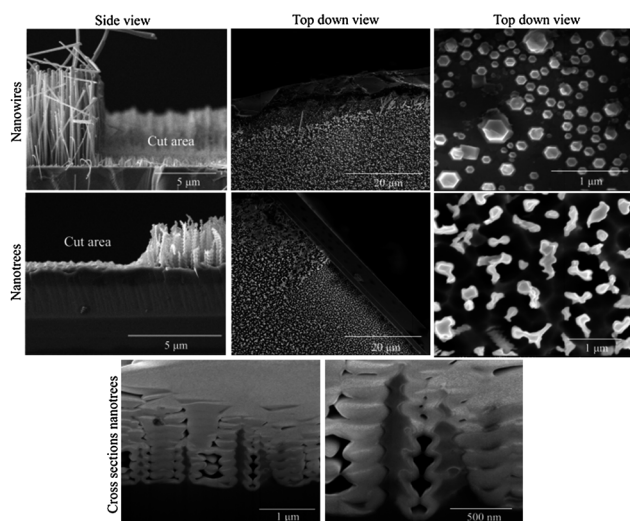 Side view
Top down view
Top down view
Nanowires
Cut area
5 μm
20 μm
1 μm
Nanotrees
Cut area
5 μm
20 μm
1 μm
Cross sections nanotrees
1 μm
500 nm